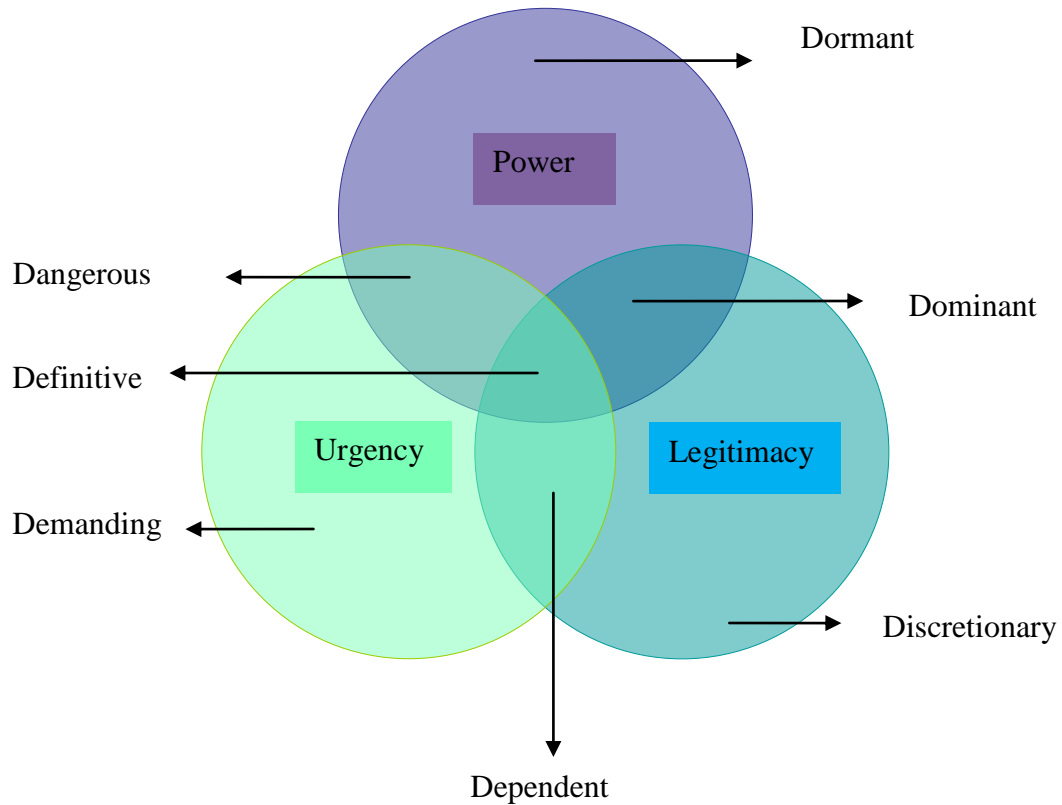 Dormant
Power
Dangerous
Dominant
Definitive
Urgency
Legitimacy
Demanding
Discretionary
Dependent